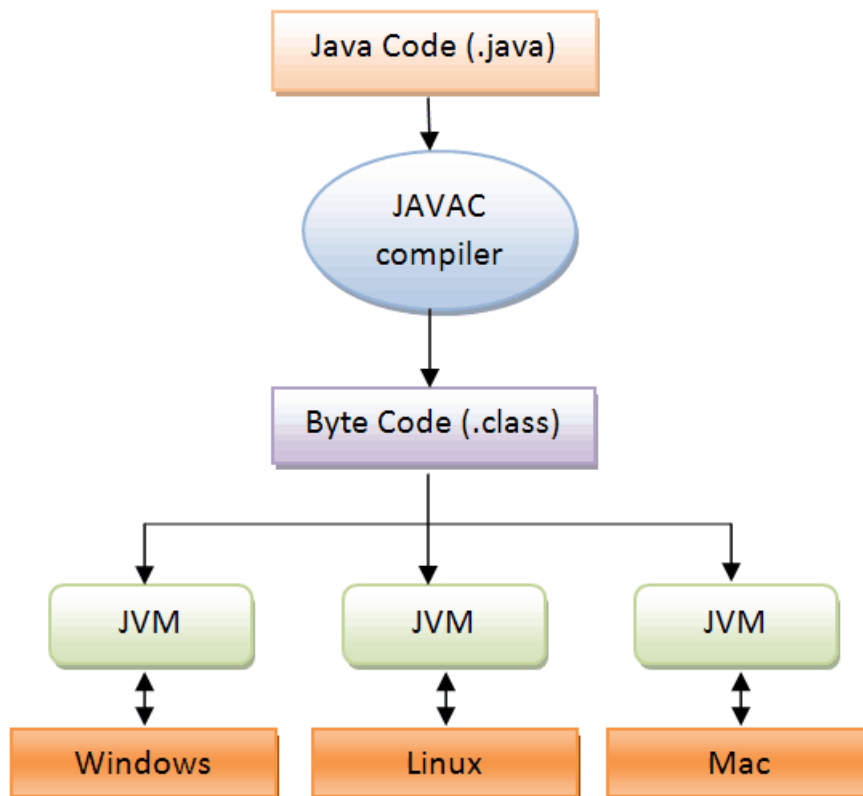 Java Code (.java)
JAVAC
compiler
Byte Code (.class)
JVM
JVM
JVM
Windows
Linux
Mac